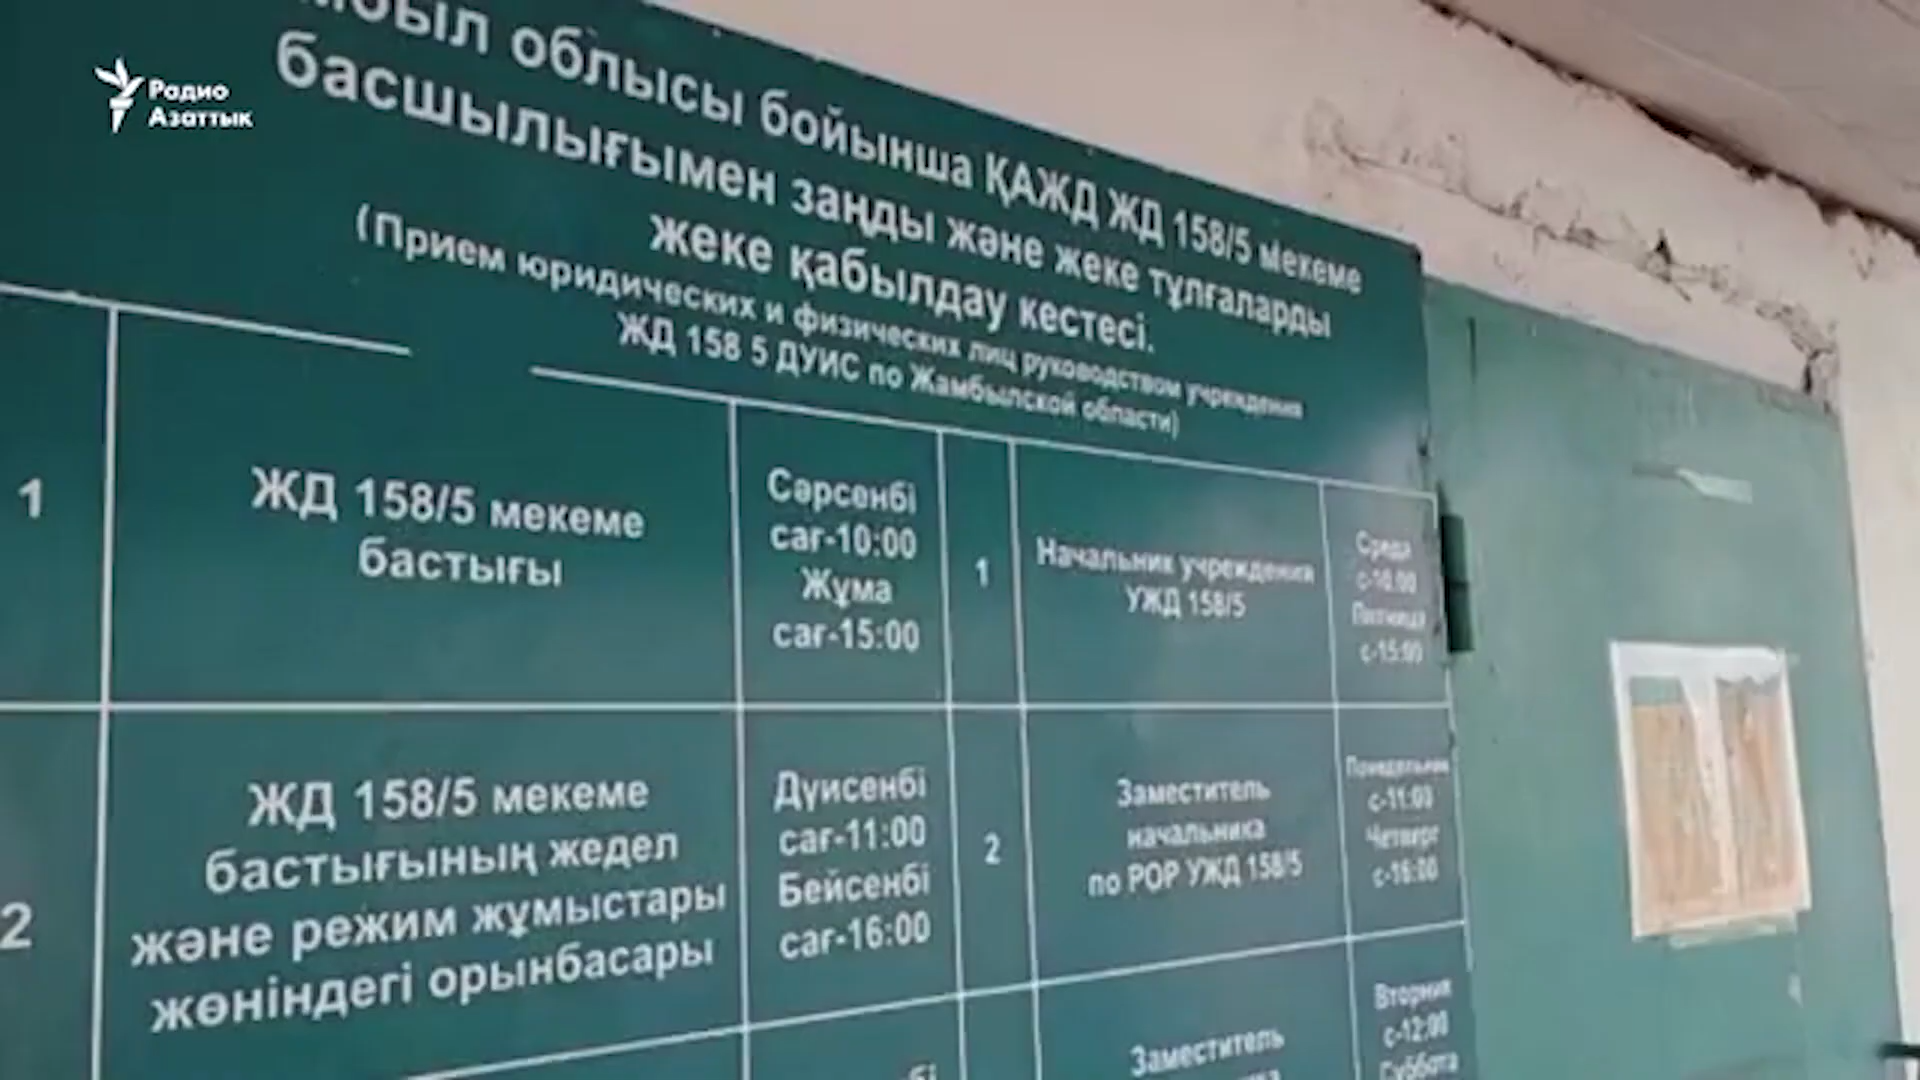 Радио
Азаттык
облысы бойынша ҚАЖД ЖД 158/5 мекеме
басшылығымен заңды және жеке тұлғаларды
жеке қабылдау кестесі.
(Прием юридических и физических лиц руководством учреждения
ЖД 158 5 ДУИС по Жамбылской области)
1
ЖД 158/5 мекеме
бастығы
Сәрсенбі
сағ-10:00
Жұма
сағ-15:00
1
Начальник учреждения
УЖД 158/5
Среда
с-10:00
Пятница
с-15:00
2
ЖД 158/5 мекеме
бастығының жедел
және режим жұмыстары
жөніндегі орынбасары
Дүйсенбі
сағ-11:00
Бейсенбі
сағ-16:00
2
Заместитель
начальника
по РОР УЖД 158/5
Понедельник
с-11:00
Четверг
с-16:00
Заместитель
Вторник
с-12:00
Суббота